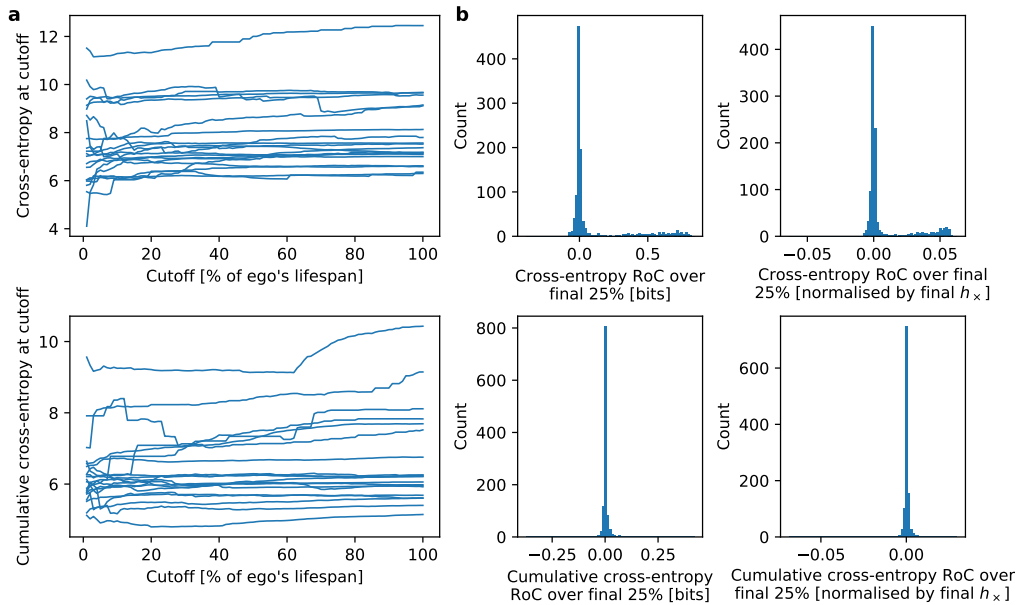 a
b
Cross-entropy at cutoff
12
10
8
6
4
0
20
40
60
80
100
Cutoff [% of ego's lifespan]
Count
400
300
200
100
0
0.0
0.5
Cross-entropy RoC over
final 25% [bits]
Count
400
300
200
100
0
−0.05
0.00
0.05
Cross-entropy RoC over final
25% [normalised by final h×]
Cumulative cross-entropy at cutoff
10
8
6
0
20
40
60
80
100
Cutoff [% of ego's lifespan]
Count
800
600
400
200
0
−0.25
0.00
0.25
Cumulative cross-entropy
RoC over final 25% [bits]
Count
600
400
200
0
−0.05
0.00
Cumulative cross-entropy RoC over
final 25% [normalised by final h×]